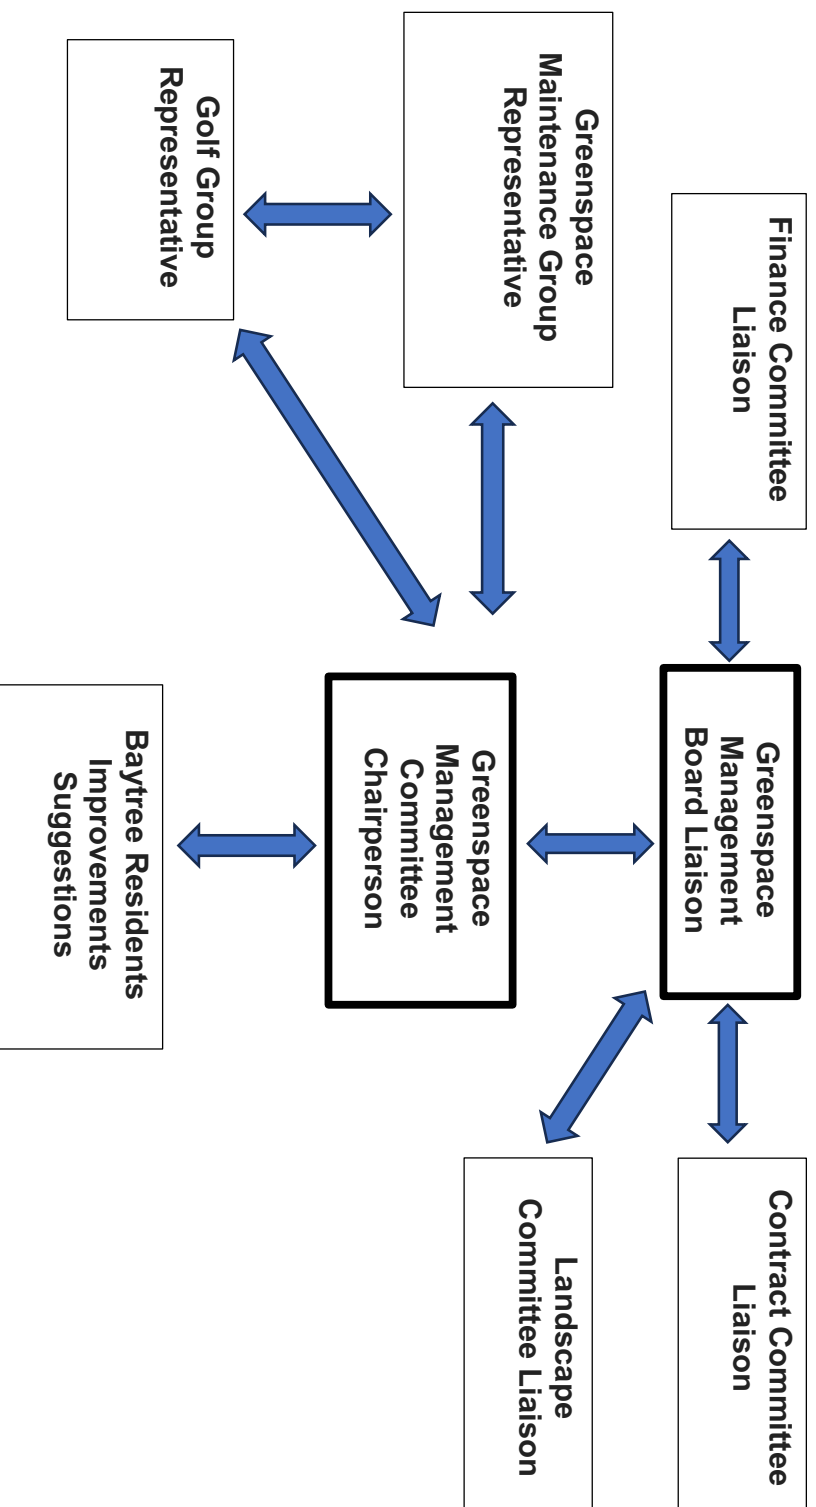 Finance Committee
Liaison
Greenspace
Management
Board Liaison
Contract Committee
Liaison
Greenspace
Maintenance Group
Representative
Greenspace
Management
Committee
Chairperson
Landscape
Committee Liaison
Golf Group
Representative
Baytree Residents
Improvements
Suggestions